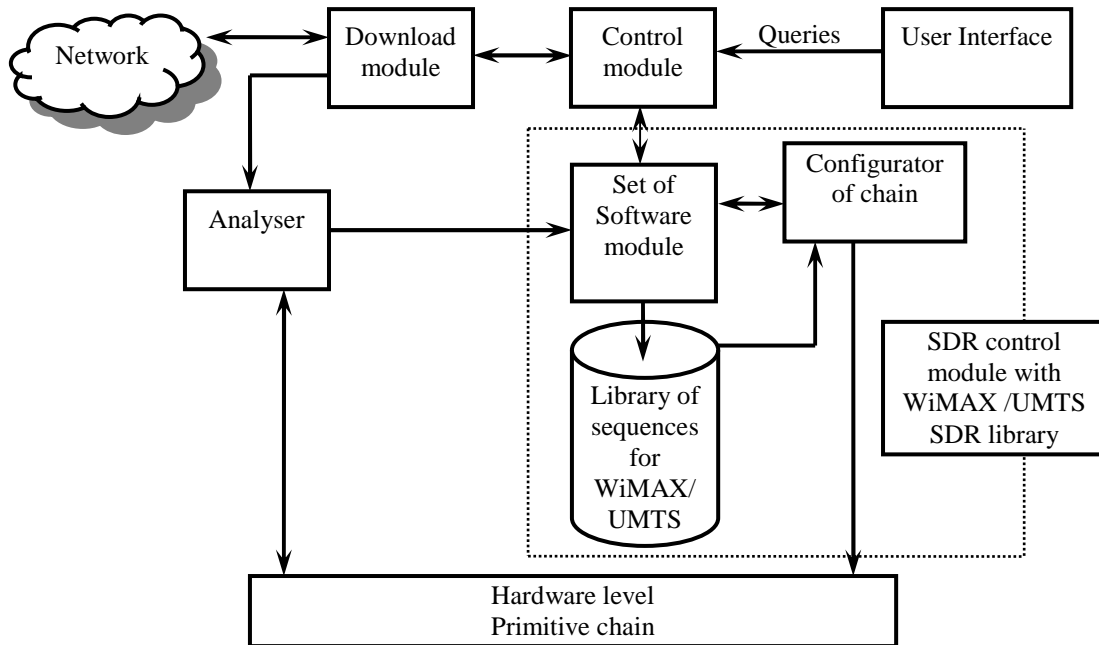 Network
Download
module
Control
module
Queries
User Interface
Analyser
Set of
Software
module
Configurator
of chain
Library of
sequences
for
WiMAX/
UMTS
SDR control
module with
WiMAX /UMTS
SDR library
Hardware level
Primitive chain